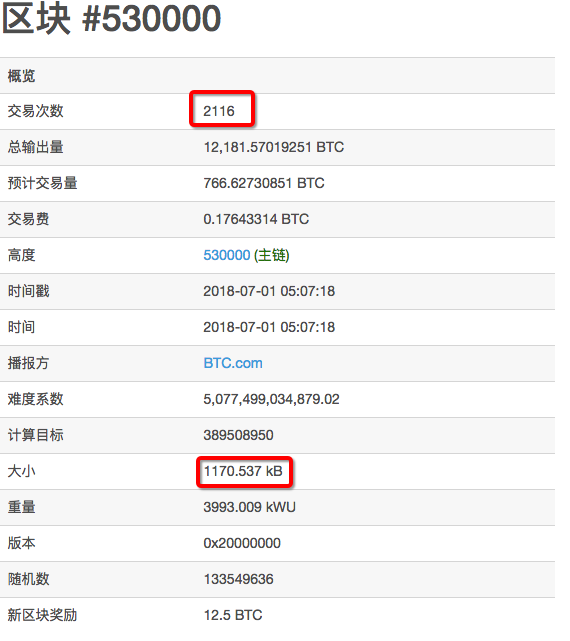 区块 #530000
概览
交易次数 2116
总输出量 12,181.57019251 BTC
预计交易量 766.62730851 BTC
交易费 0.17643314 BTC
高度 530000 (主链)
时间戳 2018-07-01 05:07:18
时间 2018-07-01 05:07:18
播报方 BTC.com
难度系数 5,077,499,034,879.02
计算目标 389508950
大小 1170.537 kB
重量 3993.009 kWU
版本 0x20000000
随机数 133549636
新区块奖励 12.5 BTC